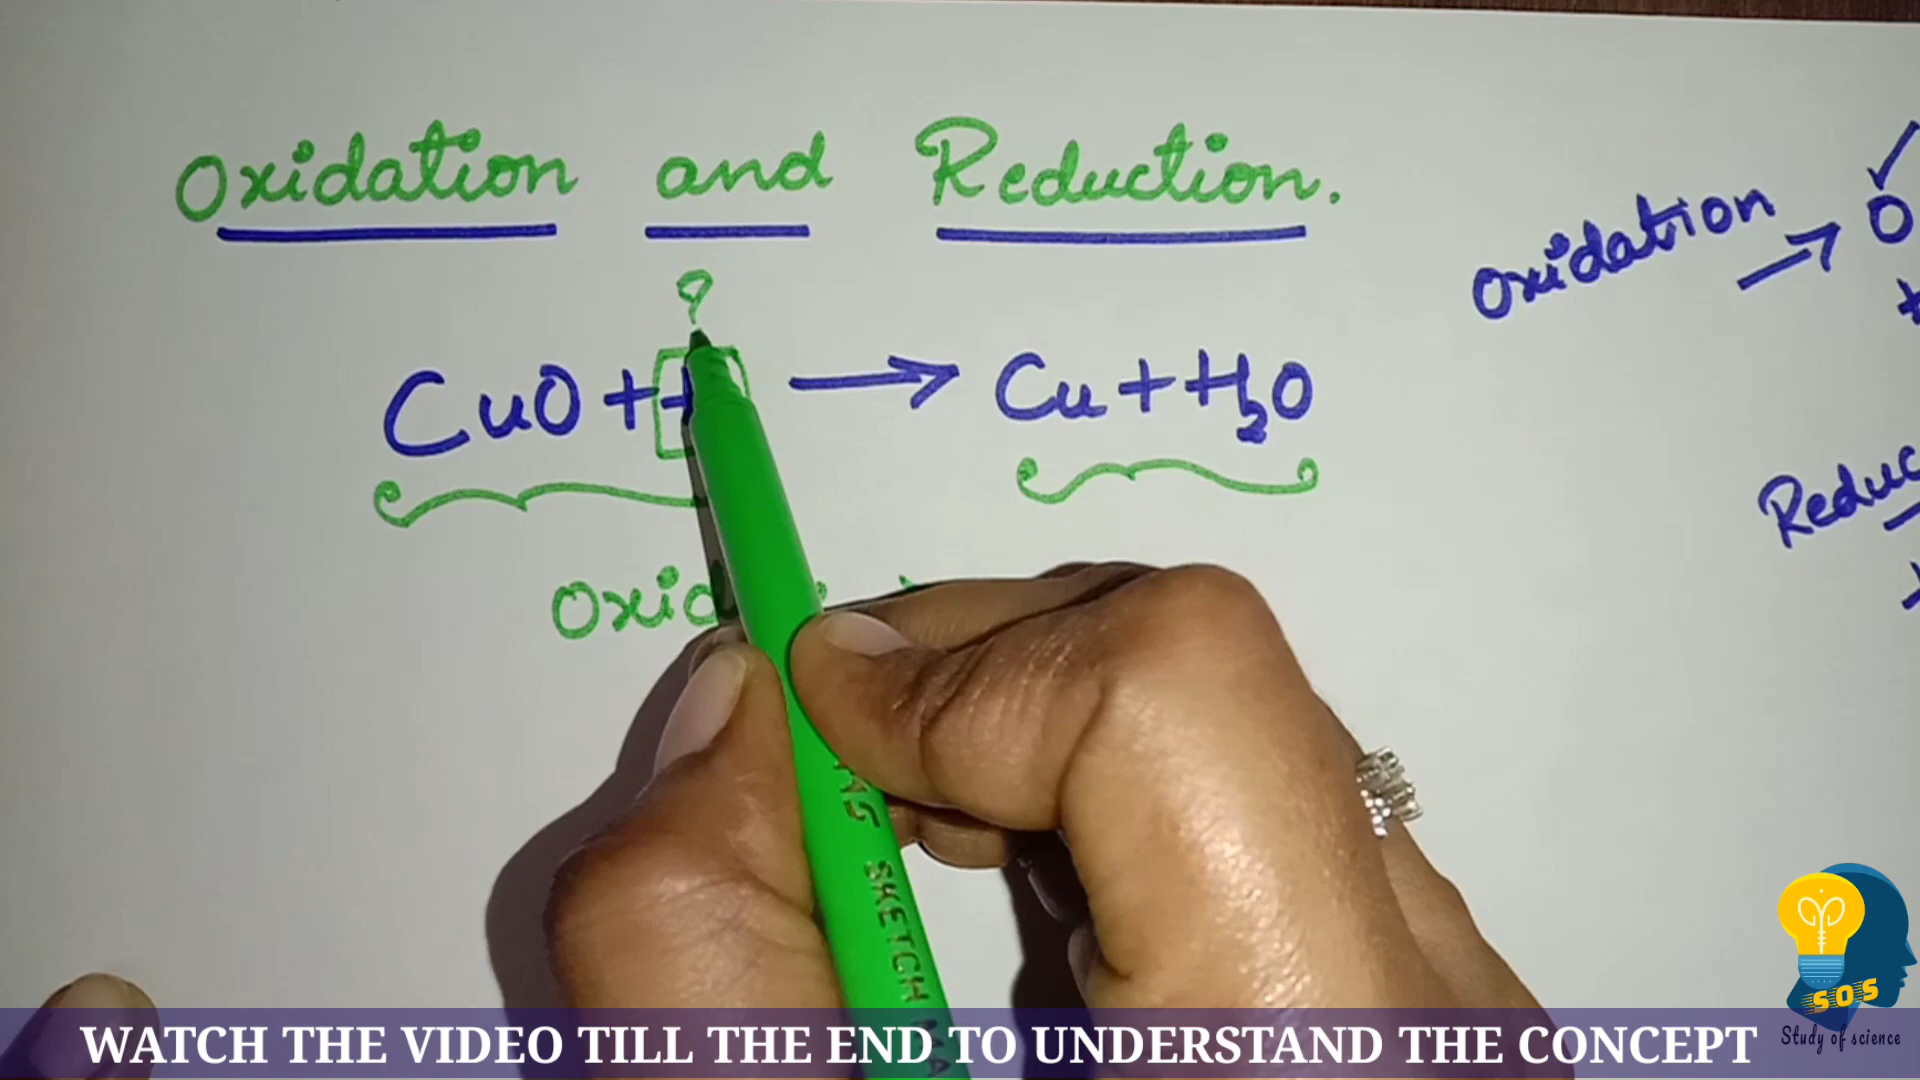 Oxidation and Reduction.
?
CuO + → Cu + H2O
Oxidation → O
Reduc
Oxid
SKETCH
SOS
Study of science
WATCH THE VIDEO TILL THE END TO UNDERSTAND THE CONCEPT